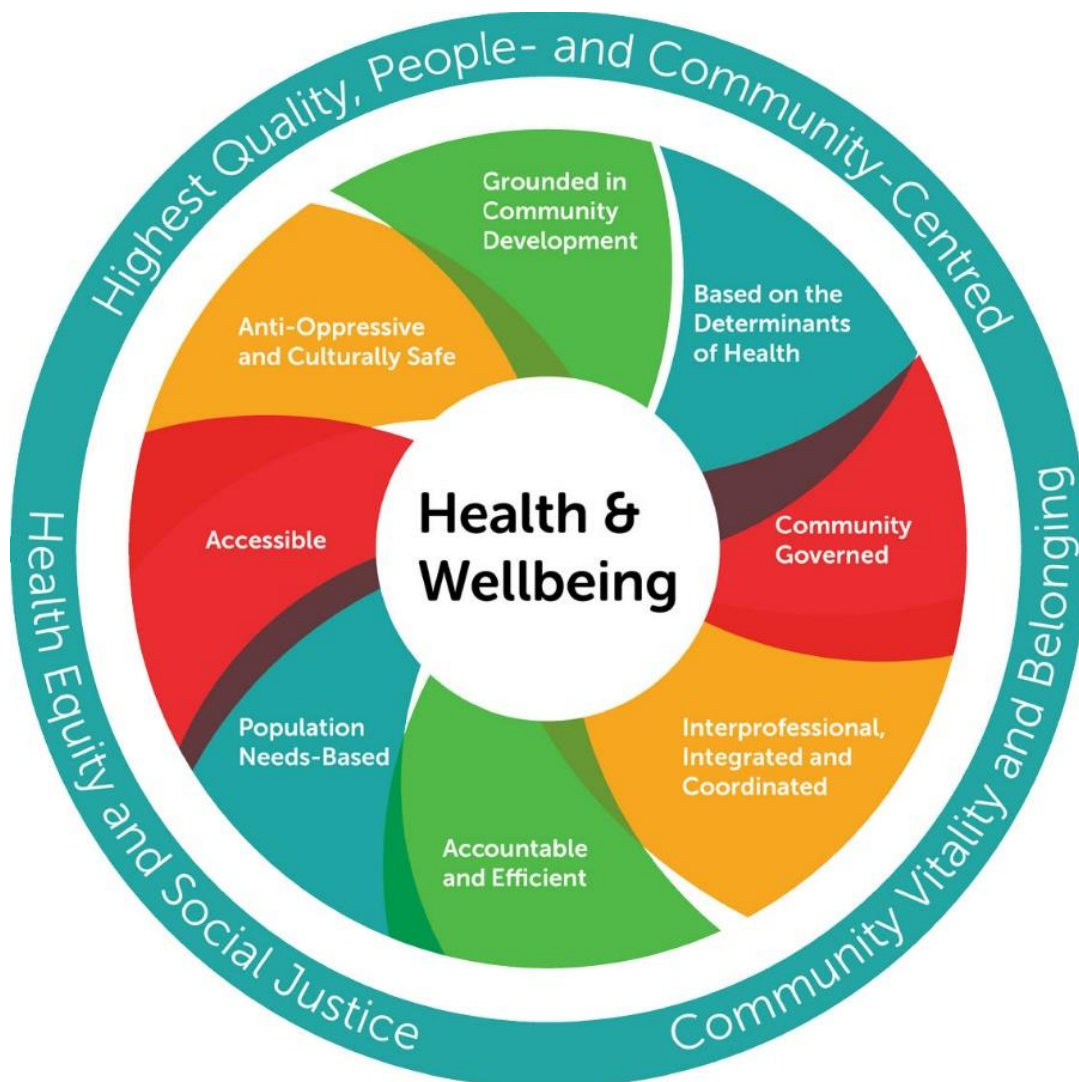 Highest Quality, People- and Community-Centred
Grounded in
Community
Development
Based on the
Determinants
of Health
Anti-Oppressive
and Culturally Safe
Accessible
Health &
Wellbeing
Community
Governed
Population
Needs-Based
Interprofessional,
Integrated and
Coordinated
Accountable
and Efficient
Health Equity and Social Justice
Community Vitality and Belonging